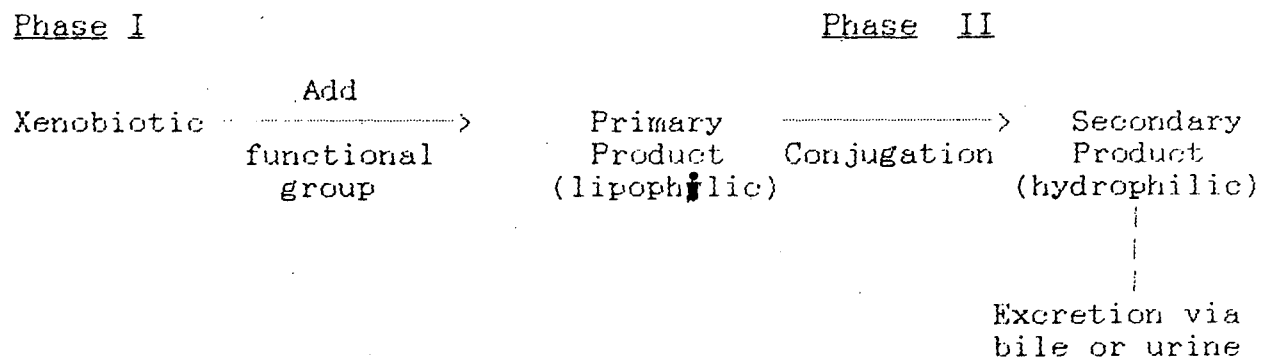 Phase I Phase II
Add
Xenobiotic -----> Primary -----> Secondary
functional Product Conjugation Product
group (lipophilic) (hydrophilic)
Excretion via
bile or urine